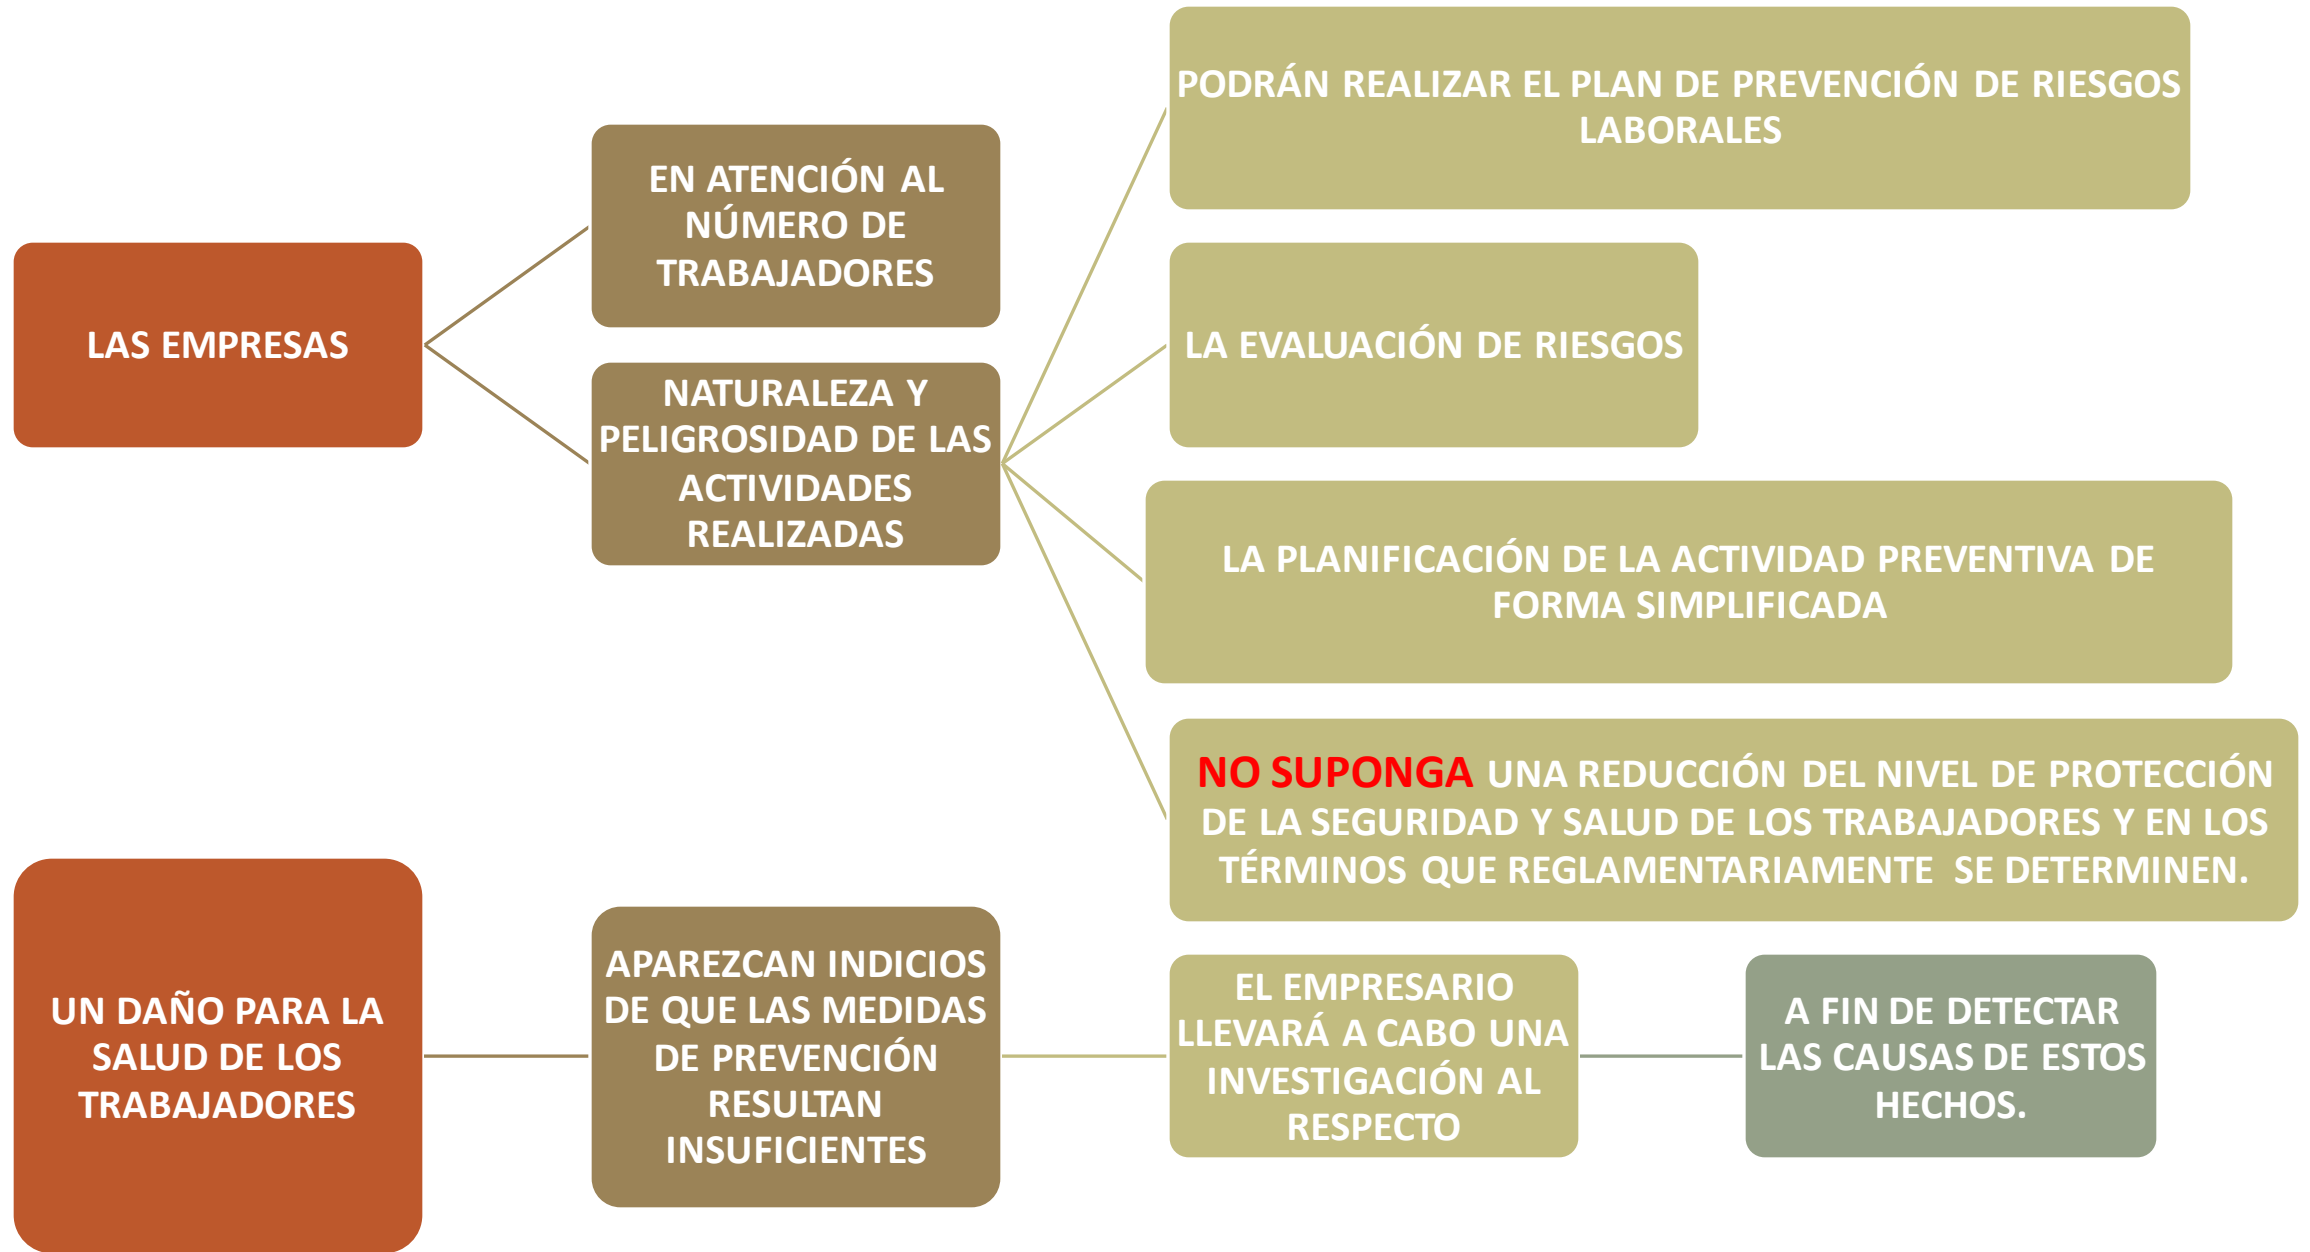 LAS EMPRESAS
EN ATENCIÓN AL
NÚMERO DE
TRABAJADORES
NATURALEZA Y
PELIGROSIDAD DE LAS
ACTIVIDADES
REALIZADAS
PODRÁN REALIZAR EL PLAN DE PREVENCIÓN DE RIESGOS
LABORALES
LA EVALUACIÓN DE RIESGOS
LA PLANIFICACIÓN DE LA ACTIVIDAD PREVENTIVA DE
FORMA SIMPLIFICADA
NO SUPONGA UNA REDUCCIÓN DEL NIVEL DE PROTECCIÓN
DE LA SEGURIDAD Y SALUD DE LOS TRABAJADORES Y EN LOS
TÉRMINOS QUE REGLAMENTARIAMENTE SE DETERMINEN.
UN DAÑO PARA LA
SALUD DE LOS
TRABAJADORES
APAREZCAN INDICIOS
DE QUE LAS MEDIDAS
DE PREVENCIÓN
RESULTAN
INSUFICIENTES
EL EMPRESARIO
LLEVARÁ A CABO UNA
INVESTIGACIÓN AL
RESPECTO
A FIN DE DETECTAR
LAS CAUSAS DE ESTOS
HECHOS.